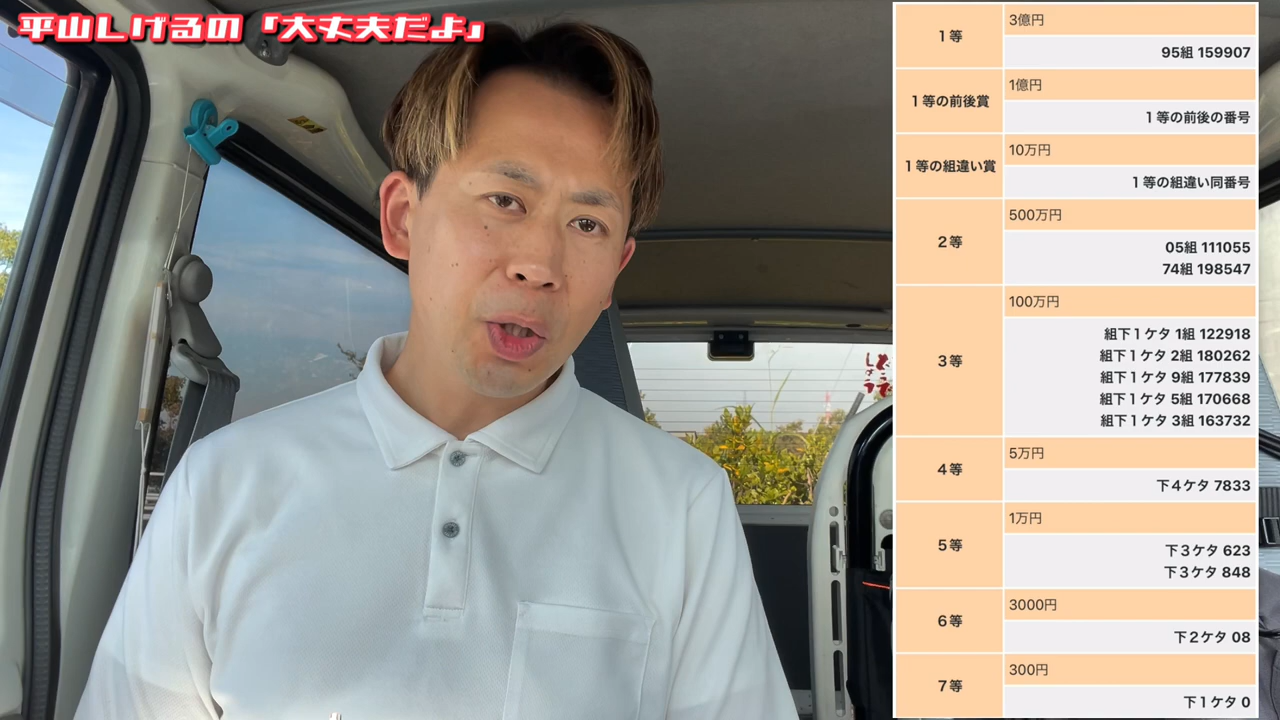 平山しげるの「大丈夫だよ」
1等
3億円
95組 159907
1等の前後賞
1億円
1等の前後の番号
1等の組違い賞
10万円
1等の組違い同番号
2等
500万円
05組 111055
74組 198547
3等
100万円
組下1ケタ 1組 122918
組下1ケタ 2組 180262
組下1ケタ 9組 177839
組下1ケタ 5組 170668
組下1ケタ 3組 163732
4等
5万円
下4ケタ 7833
5等
1万円
下3ケタ 623
下3ケタ 848
6等
3000円
下2ケタ 08
7等
300円
下1ケタ 0